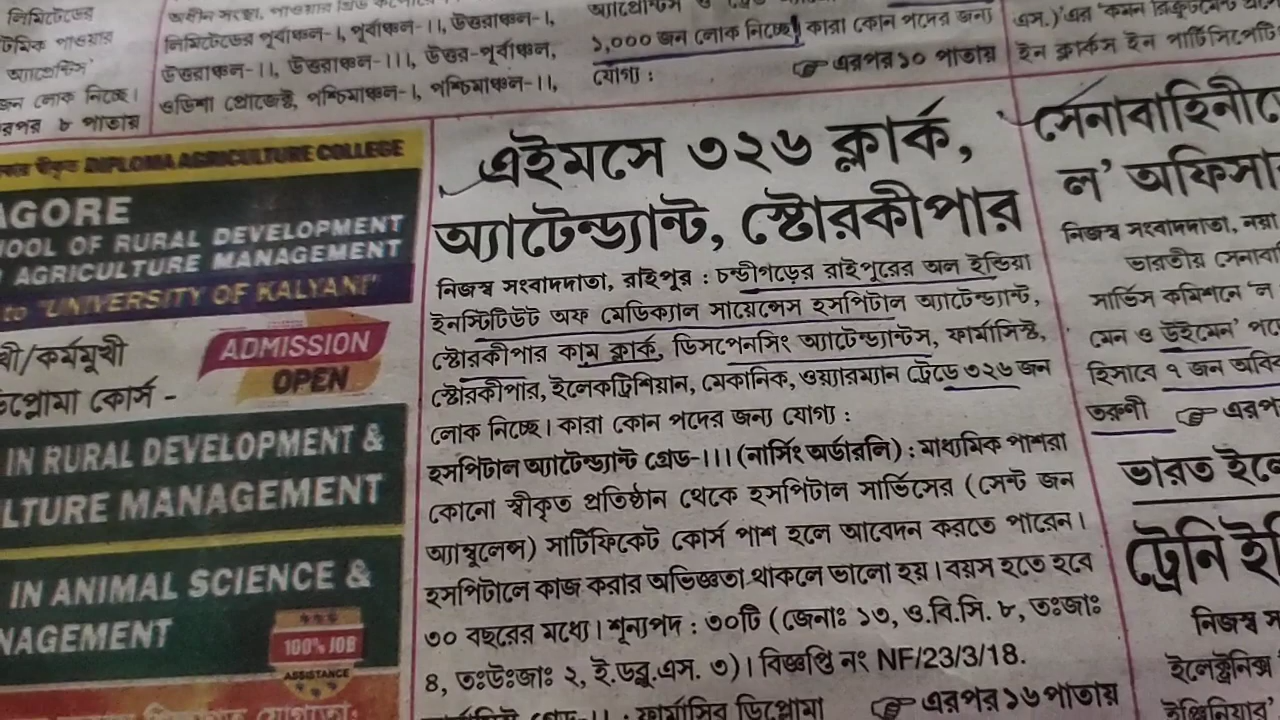 লিমিটেডের
টমিক পাওয়ার
অ্যাপ্রেন্টিস'
জন লোক নিচ্ছে।
রপর ৮ পাতায়
লিমিটেডের পূর্বাঞ্চল-I, পূর্বাঞ্চল-II, উত্তরাঞ্চল-I,
উত্তরাঞ্চল-II, উত্তরাঞ্চল-III, উত্তর-পূর্বাঞ্চল,
ওডিশা প্রোজেক্ট, পশ্চিমাঞ্চল-I, পশ্চিমাঞ্চল-II,
১,০০০ জন লোক নিচ্ছে। কারা কোন পদের জন্য
যোগ্য :
এরপর ১০ পাতায়
এস.)'এর 'কমন রিক্রুটমেন্ট
ইন ক্লার্কস ইন পার্টিসিপেটিং
DIPLOMA AGRICULTURE COLLEGE
AGORE
HOOL OF RURAL DEVELOPMENT
AGRICULTURE MANAGEMENT
to "UNIVERSITY OF KALYANI"
খী/কর্মমুখী
ADMISSION
OPEN
ডিপ্লোমা কোর্স -
IN RURAL DEVELOPMENT &
LTURE MANAGEMENT
IN ANIMAL SCIENCE &
NAGEMENT
100% JOB
ASSISTANCE
এইমসে ৩২৬ ক্লার্ক,
অ্যাটেন্ড্যান্ট, স্টোরকীপার
নিজস্ব সংবাদদাতা, রাইপুর : চন্ডীগড়ের রাইপুরের অল ইন্ডিয়া
ইনস্টিটিউট অফ মেডিক্যাল সায়েন্সেস হসপিটাল অ্যাটেন্ড্যান্ট,
স্টোরকীপার কাম ক্লার্ক, ডিসপেনসিং অ্যাটেন্ড্যান্টস, ফার্মাসিস্ট,
স্টোরকীপার, ইলেকট্রিশিয়ান, মেকানিক, ওয়্যারম্যান ট্রেডে ৩২৬ জন
লোক নিচ্ছে। কারা কোন পদের জন্য যোগ্য :
হসপিটাল অ্যাটেন্ড্যান্ট গ্রেড-III (নার্সিং অর্ডারলি) : মাধ্যমিক পাশরা
কোনো স্বীকৃত প্রতিষ্ঠান থেকে হসপিটাল সার্ভিসের (সেন্ট জন
অ্যাম্বুলেন্স) সার্টিফিকেট কোর্স পাশ হলে আবেদন করতে পারেন।
হসপিটালে কাজ করার অভিজ্ঞতা থাকলে ভালো হয়। বয়স হতে হবে
৩০ বছরের মধ্যে। শূন্যপদ : ৩০টি (জেনাঃ ১৩, ও.বি.সি. ৮, তঃজাঃ
৪, তঃউঃজাঃ ২, ই.ডব্লু.এস. ৩)। বিজ্ঞপ্তি নং NF/23/3/18.
ফার্মাসির ডিপ্লোমা
এরপর ১৬ পাতায়
সেনাবাহিনীতে
ল' অফিসা
নিজস্ব সংবাদদাতা, নয়া
ভারতীয় সেনাবা
সার্ভিস কমিশনে 'ল
মেন ও উইমেন' পদে
হিসাবে ৭ জন অবিব
তরুণী
এরপ
ভারত ইলে
ট্রেনি ইঞ্জি
নিজস্ব স
ইলেক্ট্রনিক্স
ইঞ্জিনিয়ার'